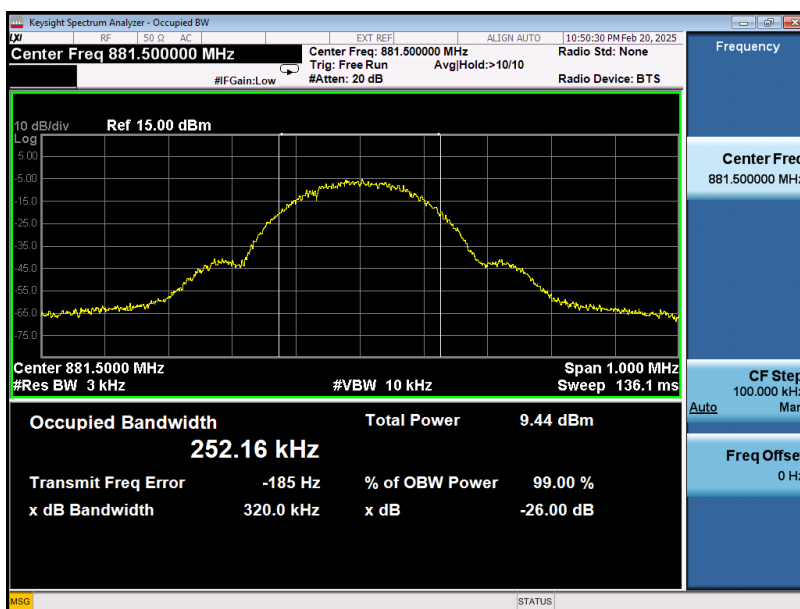 Keysight Spectrum Analyzer - Occupied BW
LXI RF 50 Ω AC EXT REF ALIGN AUTO 10:50:30 PM Feb 20, 2025
Center Freq 881.500000 MHz
Center Freq: 881.500000 MHz Radio Std: None
Trig: Free Run Avg|Hold:>10/10
#IFGain:Low #Atten: 20 dB Radio Device: BTS
10 dB/div Ref 15.00 dBm
Log
5.00
-5.00
-15.0
-25.0
-35.0
-45.0
-55.0
-65.0
-75.0
Center 881.5000 MHz Span 1.000 MHz
#Res BW 3 kHz #VBW 10 kHz Sweep 136.1 ms
Occupied Bandwidth Total Power 9.44 dBm
252.16 kHz
Transmit Freq Error -185 Hz % of OBW Power 99.00 %
x dB Bandwidth 320.0 kHz x dB -26.00 dB
MSG STATUS
Frequency
Center Freq
881.500000 MHz
CF Step
100.000 kHz
Auto Man
Freq Offset
0 Hz